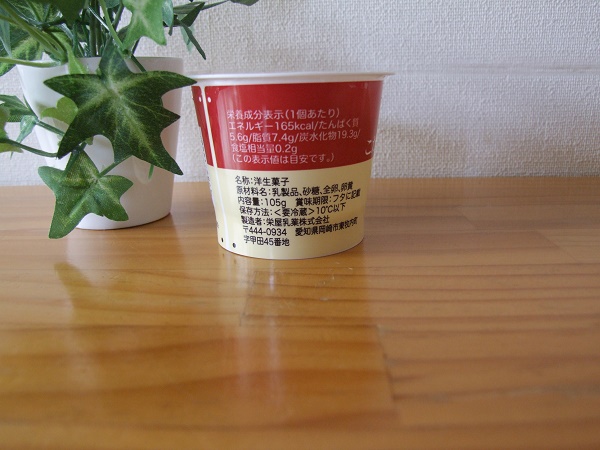 栄養成分表示(1個あたり)
エネルギー165kcal/たんぱく質
5.6g/脂質7.4g/炭水化物19.3g/
食塩相当量0.2g
(この表示値は目安です。)
こ
名称:洋生菓子
原材料名:乳製品、砂糖、全卵、卵黄
内容量:105g 賞味期限:フタに記載
保存方法:<要冷蔵>10℃以下
製造者:栄屋乳業株式会社
〒444-0934 愛知県岡崎市東牧内町
字甲田45番地